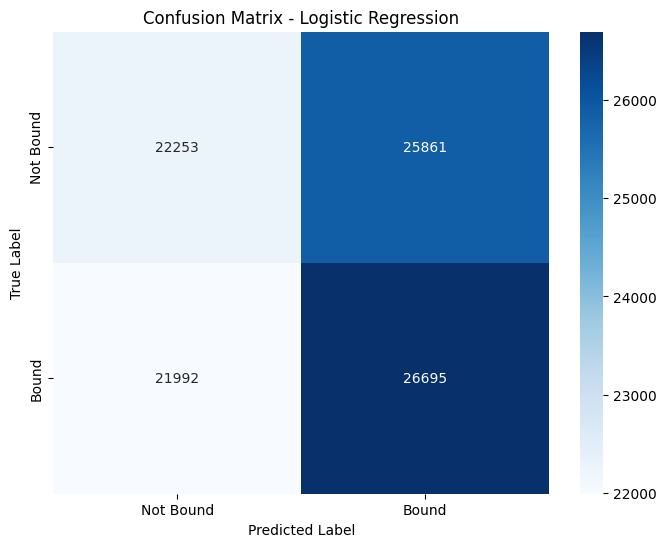 Confusion Matrix - Logistic Regression
True Label
Not Bound
22253
25861
Bound
21992
26695
Not Bound
Bound
Predicted Label
26000
25000
24000
23000
22000